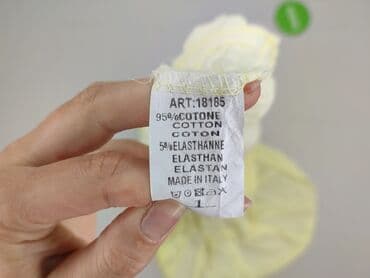 ART:18185
95%COTONE
COTTON
COTON
5%ELASTHANNE
ELASTHAN
ELASTAN
MADE IN ITALY
1